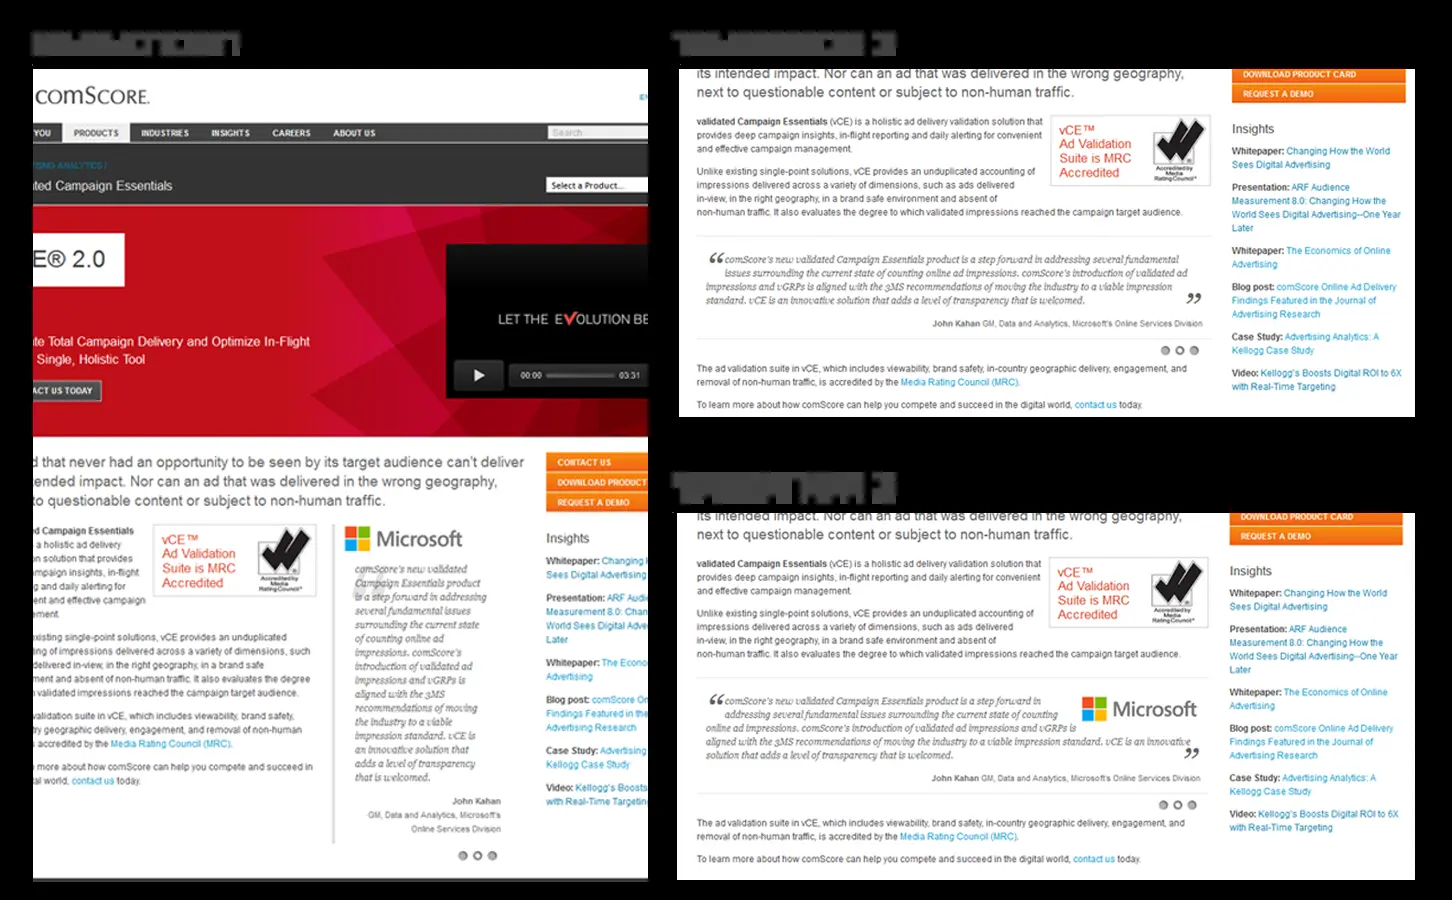 comSCORE.
EN
YOU
PRODUCTS
INDUSTRIES
INSIGHTS
CAREERS
ABOUT US
Search
ISING ANALYTICS /
ted Campaign Essentials
Select a Product...
E® 2.0
LET THE EVOLUTION BE
te Total Campaign Delivery and Optimize In-Flight
Single, Holistic Tool
ACT US TODAY
00:00
03:31
d that never had an opportunity to be seen by its target audience can't deliver
ended impact. Nor can an ad that was delivered in the wrong geography,
to questionable content or subject to non-human traffic.
CONTACT US
DOWNLOAD PRODUCT
REQUEST A DEMO
ed Campaign Essentials
a holistic ad delivery
on solution that provides
mpaign insights, in-flight
g and daily alerting for
ent and effective campaign
ement.
vCE™
Ad Validation
Suite is MRC
Accredited
Accredited by
Media
Rating Council®
existing single-point solutions, vCE provides an unduplicated
ing of impressions delivered across a variety of dimensions, such
delivered in-view, in the right geography, in a brand safe
ment and absent of non-human traffic. It also evaluates the degree
validated impressions reached the campaign target audience.
validation suite in vCE, which includes viewability, brand safety,
ry geographic delivery, engagement, and removal of non-human
s accredited by the Media Rating Council (MRC).
more about how comScore can help you compete and succeed in
al world, contact us today.
Microsoft
comScore's new validated
Campaign Essentials product
is a step forward in addressing
several fundamental issues
surrounding the current state
of counting online ad
impressions. comScore's
introduction of validated ad
impressions and vGRPs is
aligned with the 3MS
recommendations of moving
the industry to a viable
impression standard. vCE is
an innovative solution that
adds a level of transparency
that is welcomed.
John Kahan
GM, Data and Analytics, Microsoft's
Online Services Division
Insights
Whitepaper: Changing H
Sees Digital Advertising
Presentation: ARF Audi
Measurement 8.0: Chan
World Sees Digital Adve
Later
Whitepaper: The Econo
Advertising
Blog post: comScore On
Findings Featured in the
Advertising Research
Case Study: Advertising
Kellogg Case Study
Video: Kellogg's Boosts
with Real-Time Targetin
its intended impact. Nor can an ad that was delivered in the wrong geography,
next to questionable content or subject to non-human traffic.
DOWNLOAD PRODUCT CARD
REQUEST A DEMO
validated Campaign Essentials (vCE) is a holistic ad delivery validation solution that
provides deep campaign insights, in-flight reporting and daily alerting for convenient
and effective campaign management.
Unlike existing single-point solutions, vCE provides an unduplicated accounting of
impressions delivered across a variety of dimensions, such as ads delivered
in-view, in the right geography, in a brand safe environment and absent of
non-human traffic. It also evaluates the degree to which validated impressions reached the campaign target audience.
vCE™
Ad Validation
Suite is MRC
Accredited
Accredited by
Media
Rating Council®
“comScore's new validated Campaign Essentials product is a step forward in addressing several fundamental
issues surrounding the current state of counting online ad impressions. comScore's introduction of validated ad
impressions and vGRPs is aligned with the 3MS recommendations of moving the industry to a viable impression
standard. vCE is an innovative solution that adds a level of transparency that is welcomed. ”
John Kahan GM, Data and Analytics, Microsoft's Online Services Division
The ad validation suite in vCE, which includes viewability, brand safety, in-country geographic delivery, engagement, and
removal of non-human traffic, is accredited by the Media Rating Council (MRC).
To learn more about how comScore can help you compete and succeed in the digital world, contact us today.
Insights
Whitepaper: Changing How the World
Sees Digital Advertising
Presentation: ARF Audience
Measurement 8.0: Changing How the
World Sees Digital Advertising--One Year
Later
Whitepaper: The Economics of Online
Advertising
Blog post: comScore Online Ad Delivery
Findings Featured in the Journal of
Advertising Research
Case Study: Advertising Analytics: A
Kellogg Case Study
Video: Kellogg's Boosts Digital ROI to 6X
with Real-Time Targeting
its intended impact. Nor can an ad that was delivered in the wrong geography,
next to questionable content or subject to non-human traffic.
DOWNLOAD PRODUCT CARD
REQUEST A DEMO
validated Campaign Essentials (vCE) is a holistic ad delivery validation solution that
provides deep campaign insights, in-flight reporting and daily alerting for convenient
and effective campaign management.
Unlike existing single-point solutions, vCE provides an unduplicated accounting of
impressions delivered across a variety of dimensions, such as ads delivered
in-view, in the right geography, in a brand safe environment and absent of
non-human traffic. It also evaluates the degree to which validated impressions reached the campaign target audience.
vCE™
Ad Validation
Suite is MRC
Accredited
Accredited by
Media
Rating Council®
“comScore's new validated Campaign Essentials product is a step forward in
addressing several fundamental issues surrounding the current state of counting
online ad impressions. comScore's introduction of validated ad impressions and vGRPs is
aligned with the 3MS recommendations of moving the industry to a viable impression standard. vCE is an innovative
solution that adds a level of transparency that is welcomed. ”
Microsoft
John Kahan GM, Data and Analytics, Microsoft's Online Services Division
The ad validation suite in vCE, which includes viewability, brand safety, in-country geographic delivery, engagement, and
removal of non-human traffic, is accredited by the Media Rating Council (MRC).
To learn more about how comScore can help you compete and succeed in the digital world, contact us today.
Insights
Whitepaper: Changing How the World
Sees Digital Advertising
Presentation: ARF Audience
Measurement 8.0: Changing How the
World Sees Digital Advertising--One Year
Later
Whitepaper: The Economics of Online
Advertising
Blog post: comScore Online Ad Delivery
Findings Featured in the Journal of
Advertising Research
Case Study: Advertising Analytics: A
Kellogg Case Study
Video: Kellogg's Boosts Digital ROI to 6X
with Real-Time Targeting